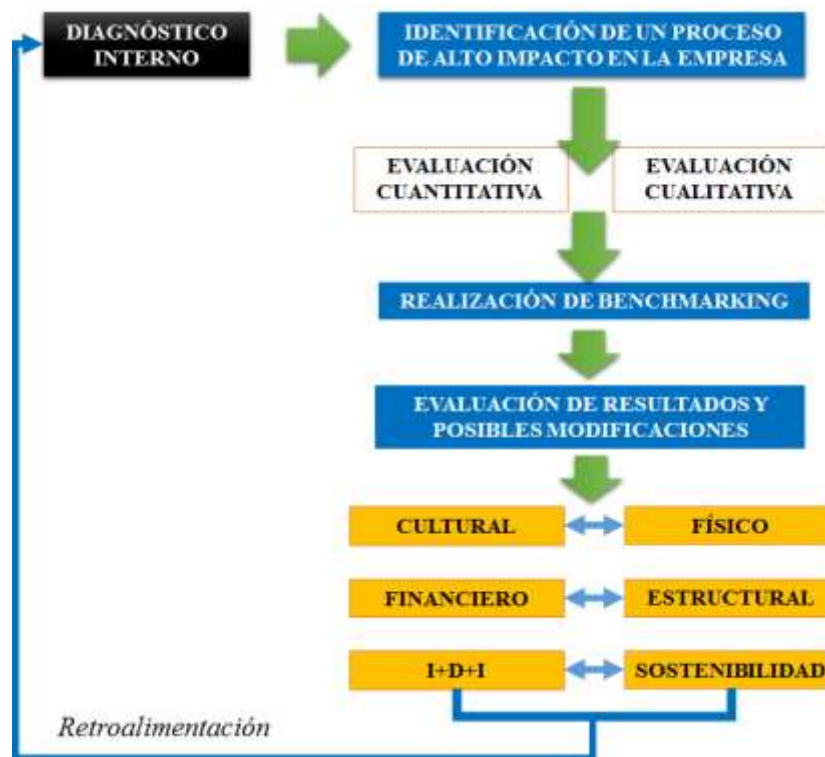 DIAGNÓSTICO
INTERNO
IDENTIFICACIÓN DE UN PROCESO
DE ALTO IMPACTO EN LA EMPRESA
EVALUACIÓN
CUANTITATIVA
EVALUACIÓN
CUALITATIVA
REALIZACIÓN DE BENCHMARKING
EVALUACIÓN DE RESULTADOS Y
POSIBLES MODIFICACIONES
CULTURAL
FÍSICO
FINANCIERO
ESTRUCTURAL
I+D+I
SOSTENIBILIDAD
Retroalimentación